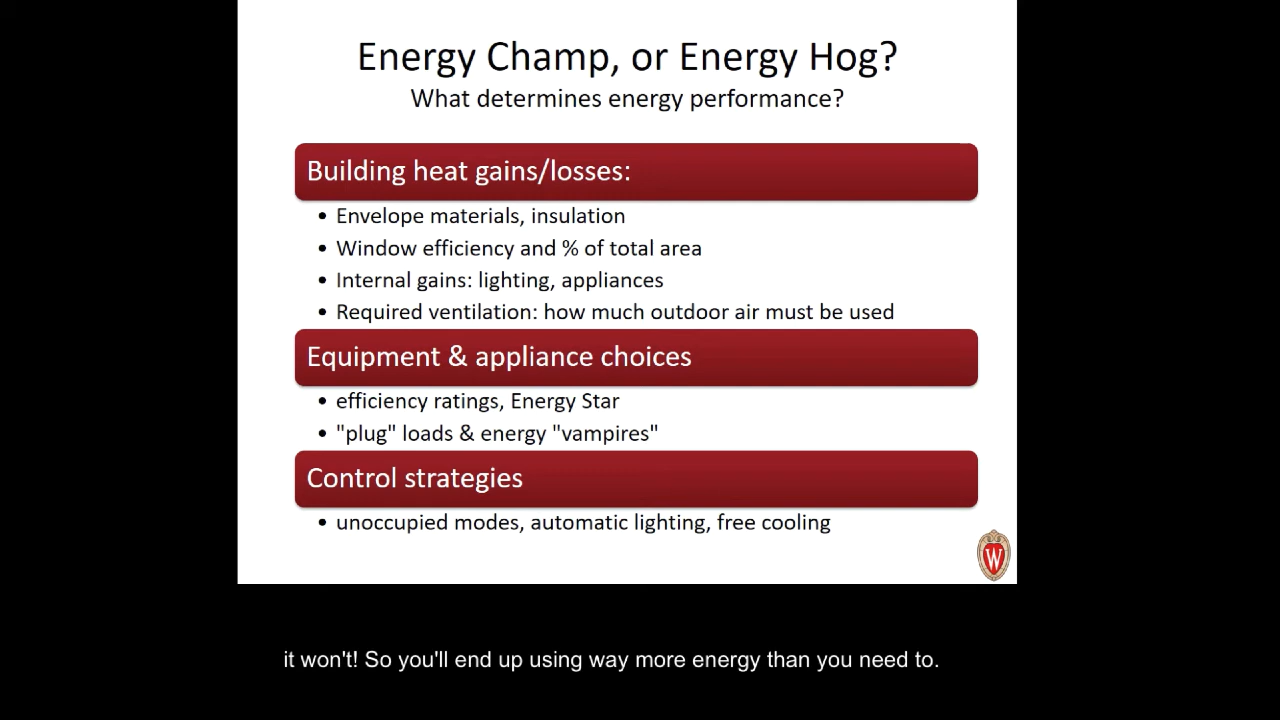 Energy Champ, or Energy Hog?
What determines energy performance?
Building heat gains/losses:
• Envelope materials, insulation
• Window efficiency and % of total area
• Internal gains: lighting, appliances
• Required ventilation: how much outdoor air must be used
Equipment & appliance choices
• efficiency ratings, Energy Star
• "plug" loads & energy "vampires"
Control strategies
• unoccupied modes, automatic lighting, free cooling
W
it won't! So you'll end up using way more energy than you need to.